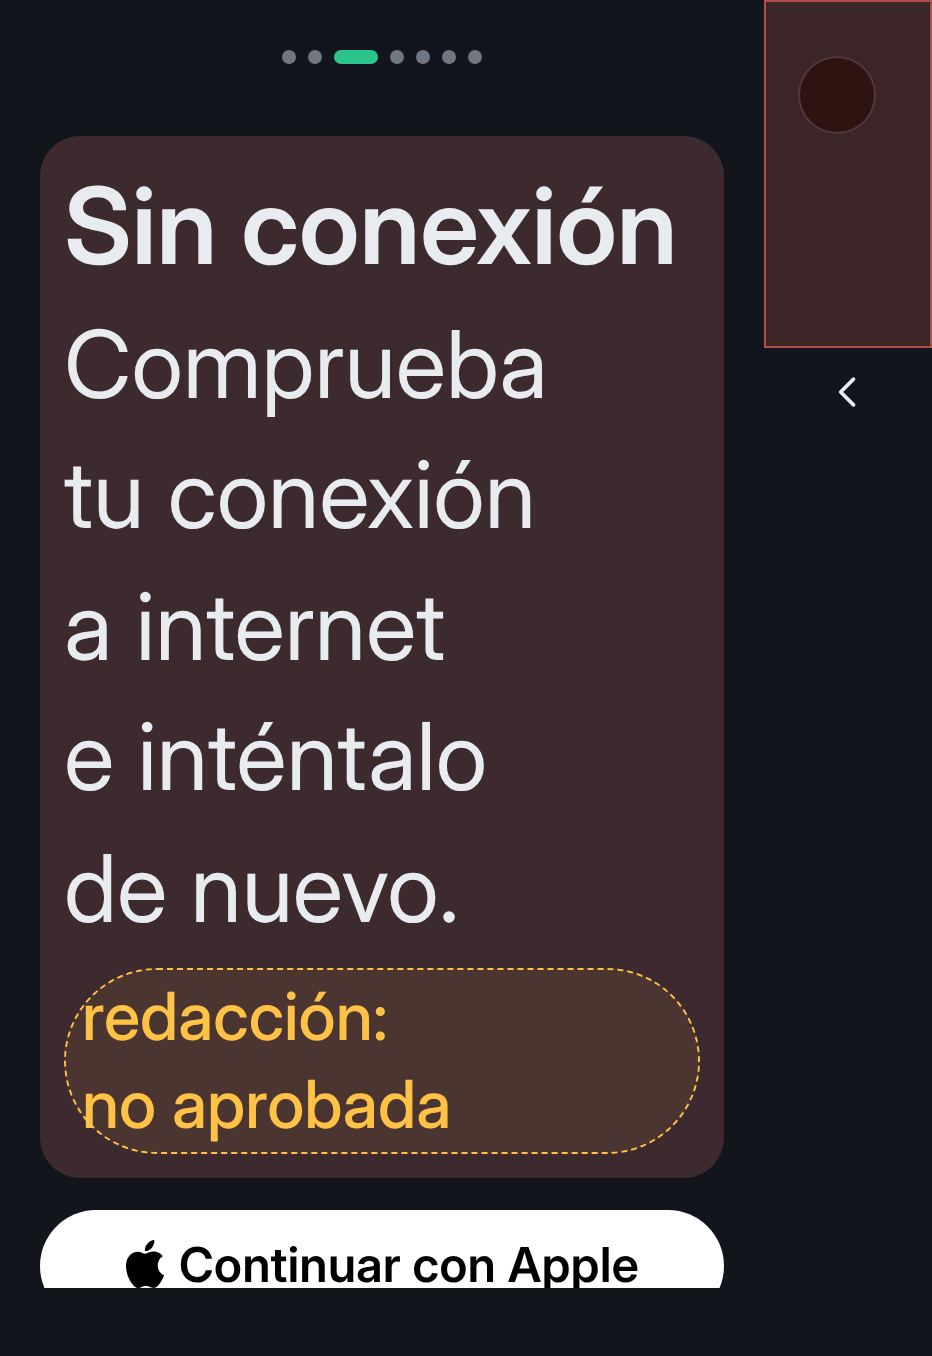 Sin conexión
Comprueba
tu conexión
a internet
e inténtalo
de nuevo.
redacción:
no aprobada
Continuar con Apple